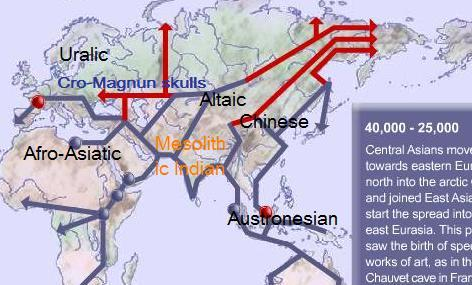 Uralic
Cro-Magnun skulls
Altaic
Chinese
Afro-Asiatic
Mesolith
ic Indian
Austronesian
40,000 - 25,000
Central Asians move
towards eastern Eur
north into the arctic
and joined East Asia
start the spread into
east Eurasia. This p
saw the birth of spec
works of art, as in th
Chauvet cave in Fran